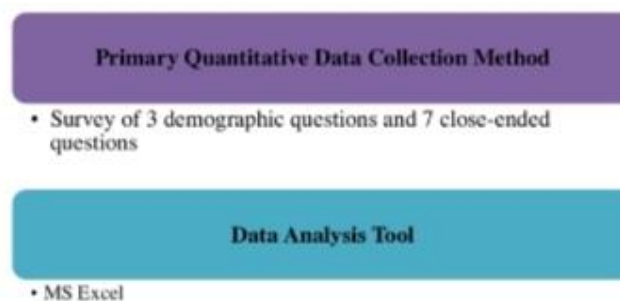 Primary Quantitative Data Collection Method
• Survey of 3 demographic questions and 7 close-ended
questions
Data Analysis Tool
• MS Excel